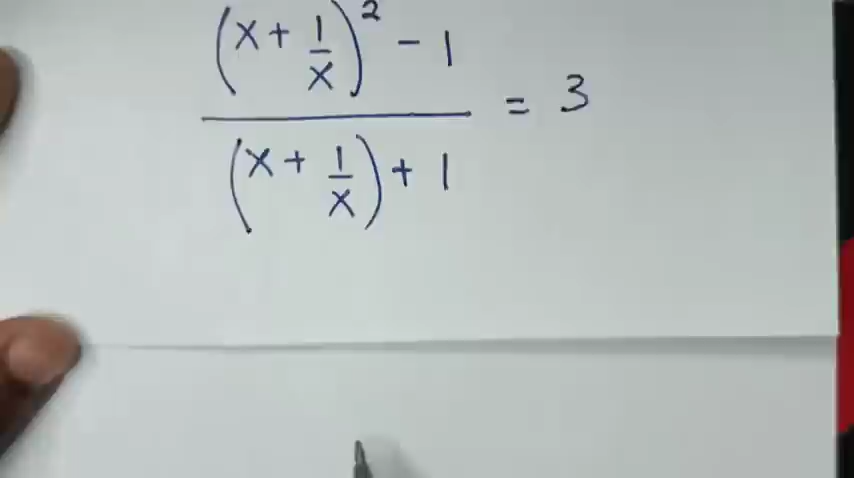 (x + 1/x)² - 1
——— = 3
(x + 1/x) + 1